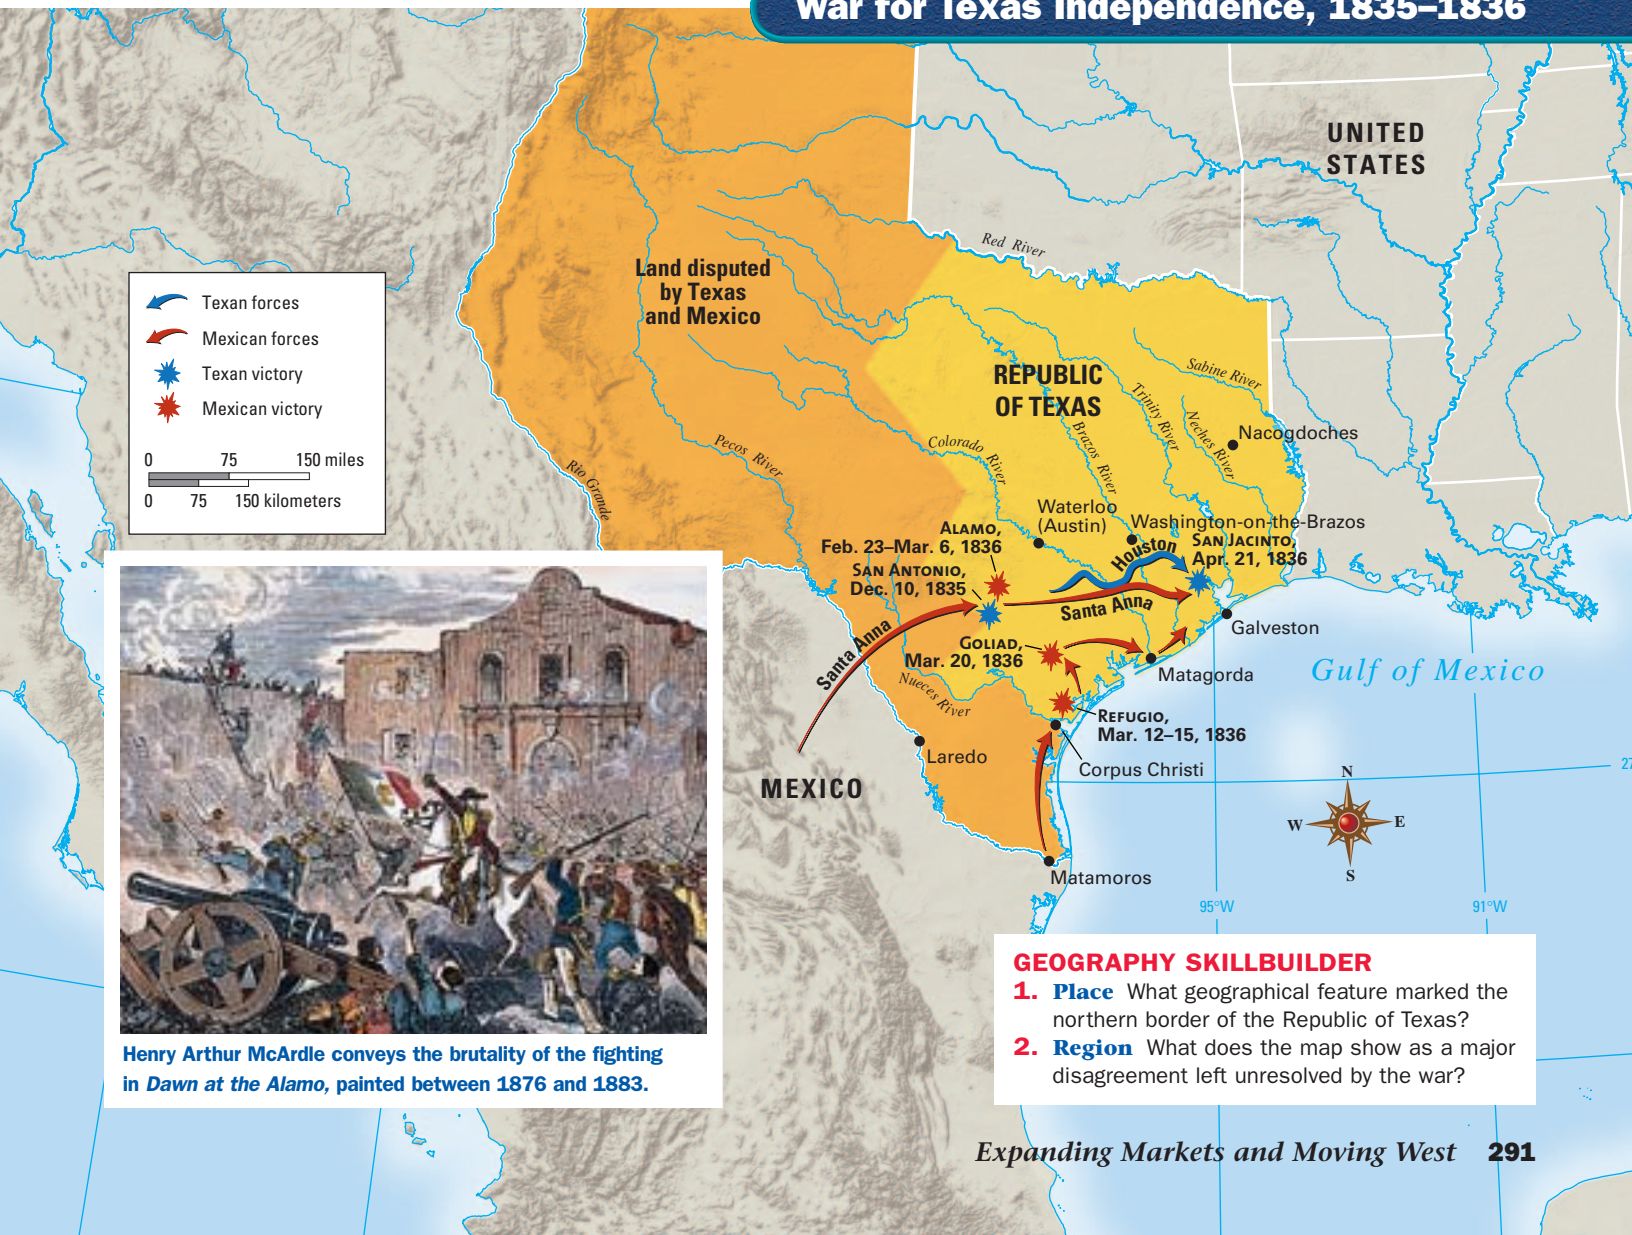 War for Texas Independence, 1835–1836
UNITED
STATES
Red River
Land disputed
by Texas
and Mexico
Texan forces
Mexican forces
Texan victory
Mexican victory
0 75 150 miles
0 75 150 kilometers
REPUBLIC
OF TEXAS
Sabine River
Trinity River
Neches River
Brazos River
Colorado River
Pecos River
Rio Grande
Nacogdoches
Waterloo
(Austin)
Washington-on-the-Brazos
ALAMO,
Feb. 23–Mar. 6, 1836
SAN JACINTO,
Apr. 21, 1836
Houston
SAN ANTONIO,
Dec. 10, 1835
Santa Anna
Santa Anna
Galveston
GOLIAD,
Mar. 20, 1836
Matagorda
Gulf of Mexico
Nueces River
REFUGIO,
Mar. 12–15, 1836
Laredo
Corpus Christi
MEXICO
N
W E
S
27
Matamoros
95°W
91°W
GEOGRAPHY SKILLBUILDER
1. Place What geographical feature marked the
northern border of the Republic of Texas?
2. Region What does the map show as a major
disagreement left unresolved by the war?
Henry Arthur McArdle conveys the brutality of the fighting
in Dawn at the Alamo, painted between 1876 and 1883.
Expanding Markets and Moving West 291